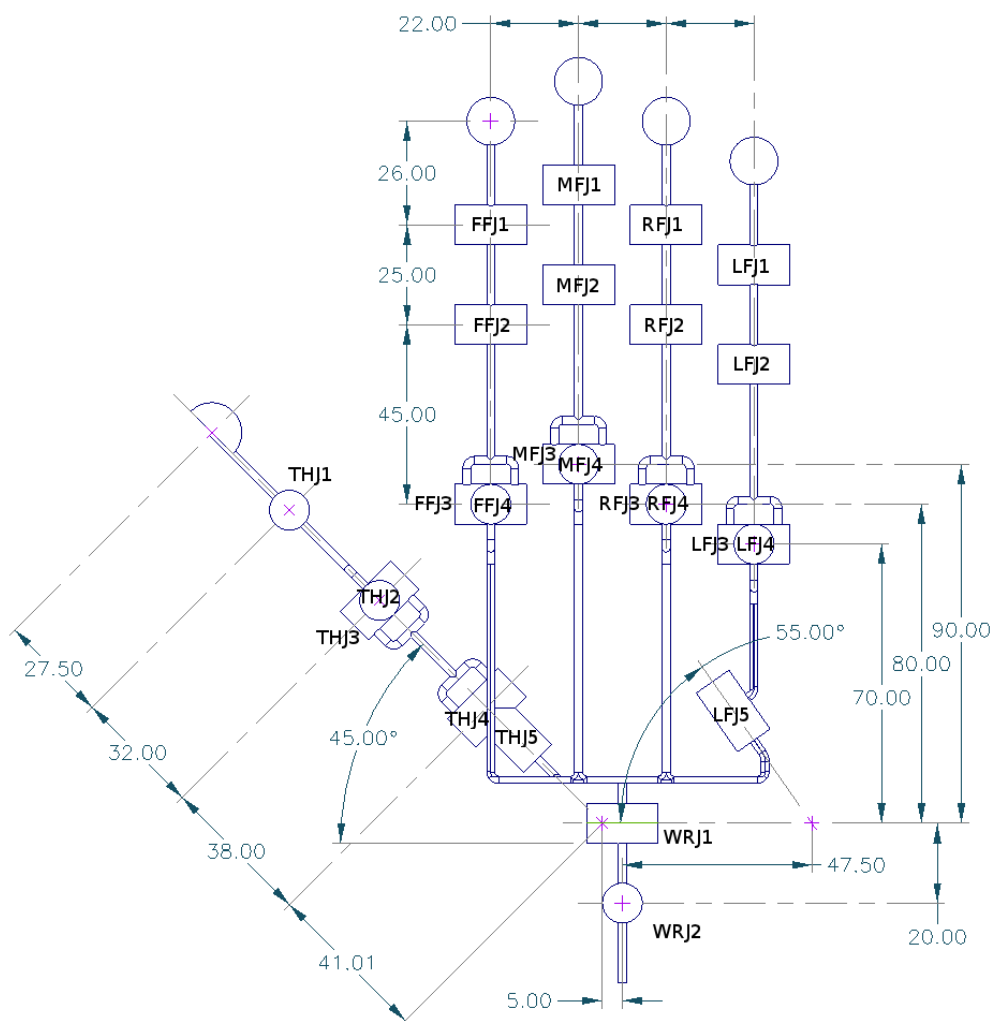 22.00
26.00
MFJ1
FFJ1
RFJ1
LFJ1
25.00
MFJ2
FFJ2
RFJ2
LFJ2
45.00
MFJ3
MFJ4
THJ1
FFJ3
FFJ4
RFJ3
RFJ4
LFJ3
LFJ4
THJ2
THJ3
55.00°
90.00
80.00
70.00
27.50
THJ4
THJ5
LFJ5
45.00°
32.00
WRJ1
38.00
47.50
WRJ2
20.00
41.01
5.00